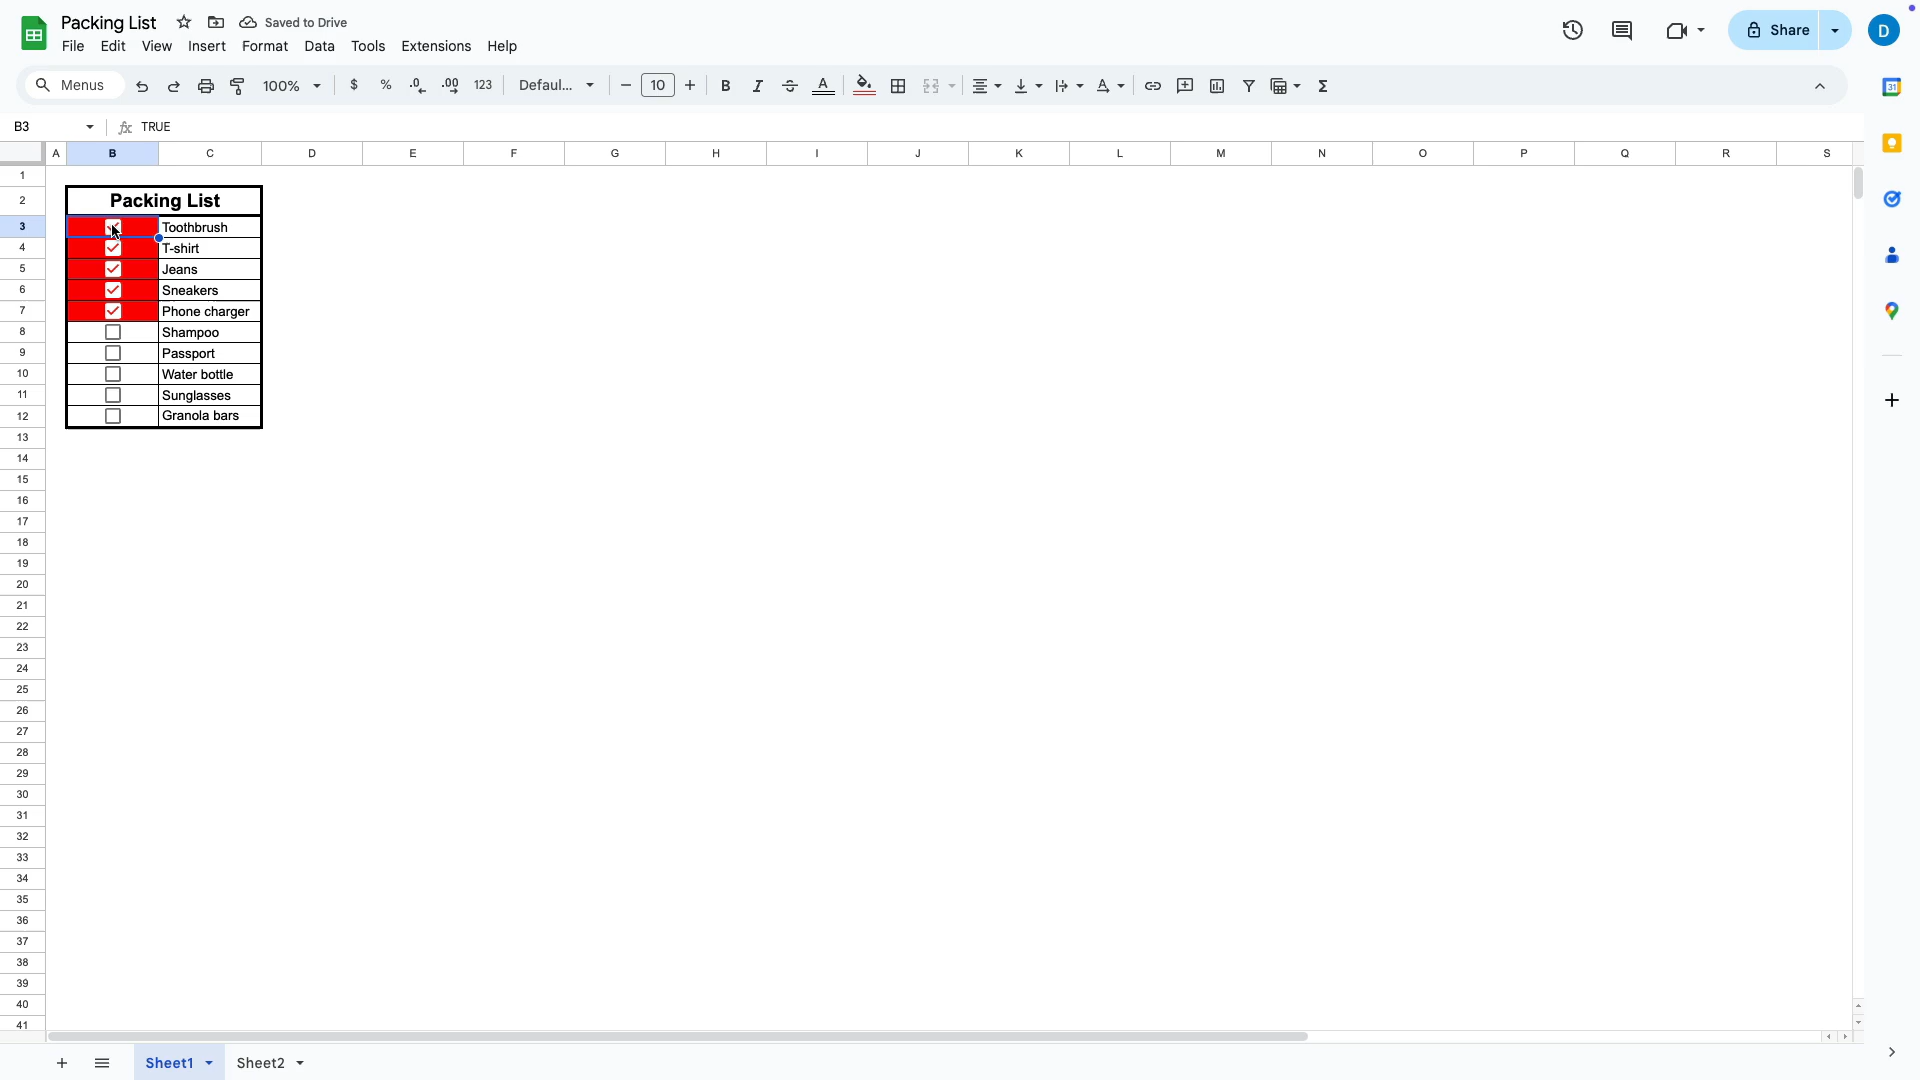 Packing List
Saved to Drive
File Edit View Insert Format Data Tools Extensions Help
Share
D
Menus
100%
$ % .0 .00 123
Defaul...
10
B I A
31
B3
fx TRUE
A B C D E F G H I J K L M N O P Q R S
1
2 Packing List
3 Toothbrush
4 T-shirt
5 Jeans
6 Sneakers
7 Phone charger
8 Shampoo
9 Passport
10 Water bottle
11 Sunglasses
12 Granola bars
13
14
15
16
17
18
19
20
21
22
23
24
25
26
27
28
29
30
31
32
33
34
35
36
37
38
39
40
41
Sheet1
Sheet2